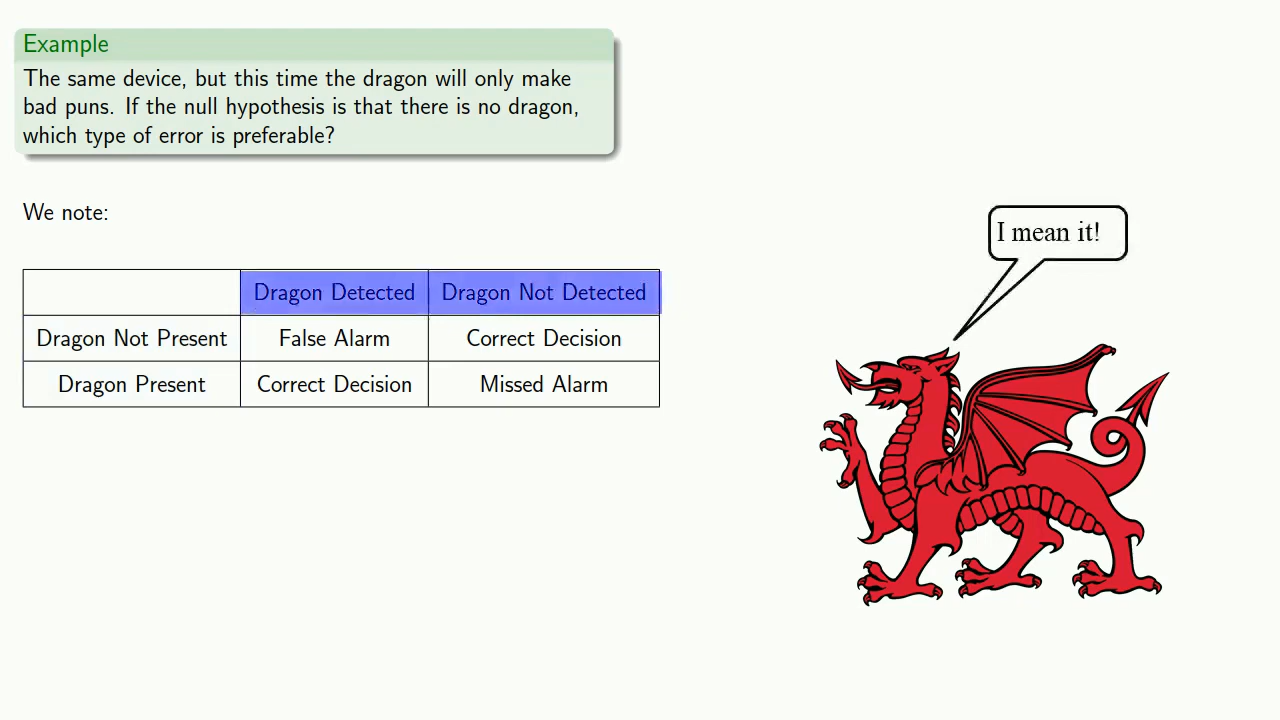 Example
The same device, but this time the dragon will only make
bad puns. If the null hypothesis is that there is no dragon,
which type of error is preferable?
We note:
I mean it!
Dragon Detected Dragon Not Detected
Dragon Not Present False Alarm Correct Decision
Dragon Present Correct Decision Missed Alarm